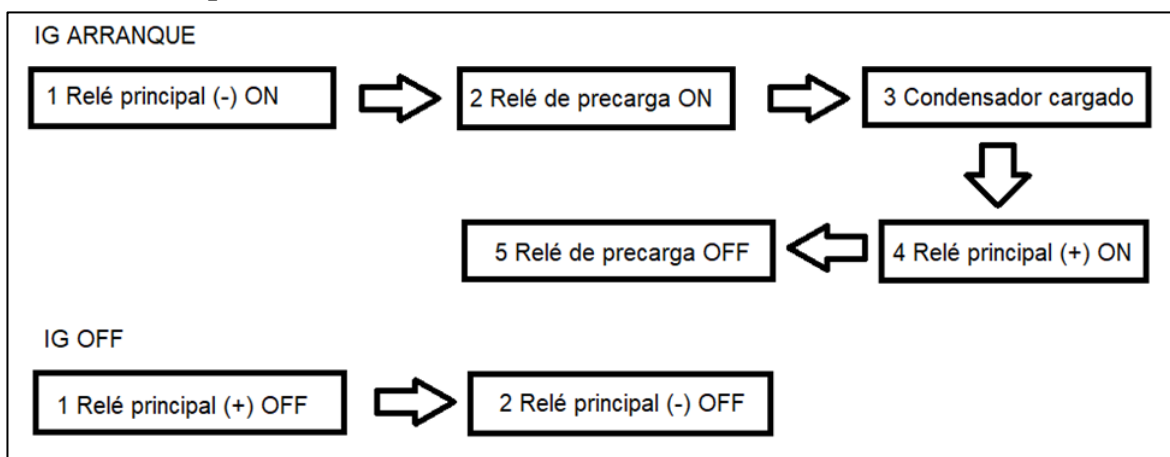 IG ARRANQUE
1 Relé principal (-) ON
2 Relé de precarga ON
3 Condensador cargado
4 Relé principal (+) ON
5 Relé de precarga OFF
IG OFF
1 Relé principal (+) OFF
2 Relé principal (-) OFF